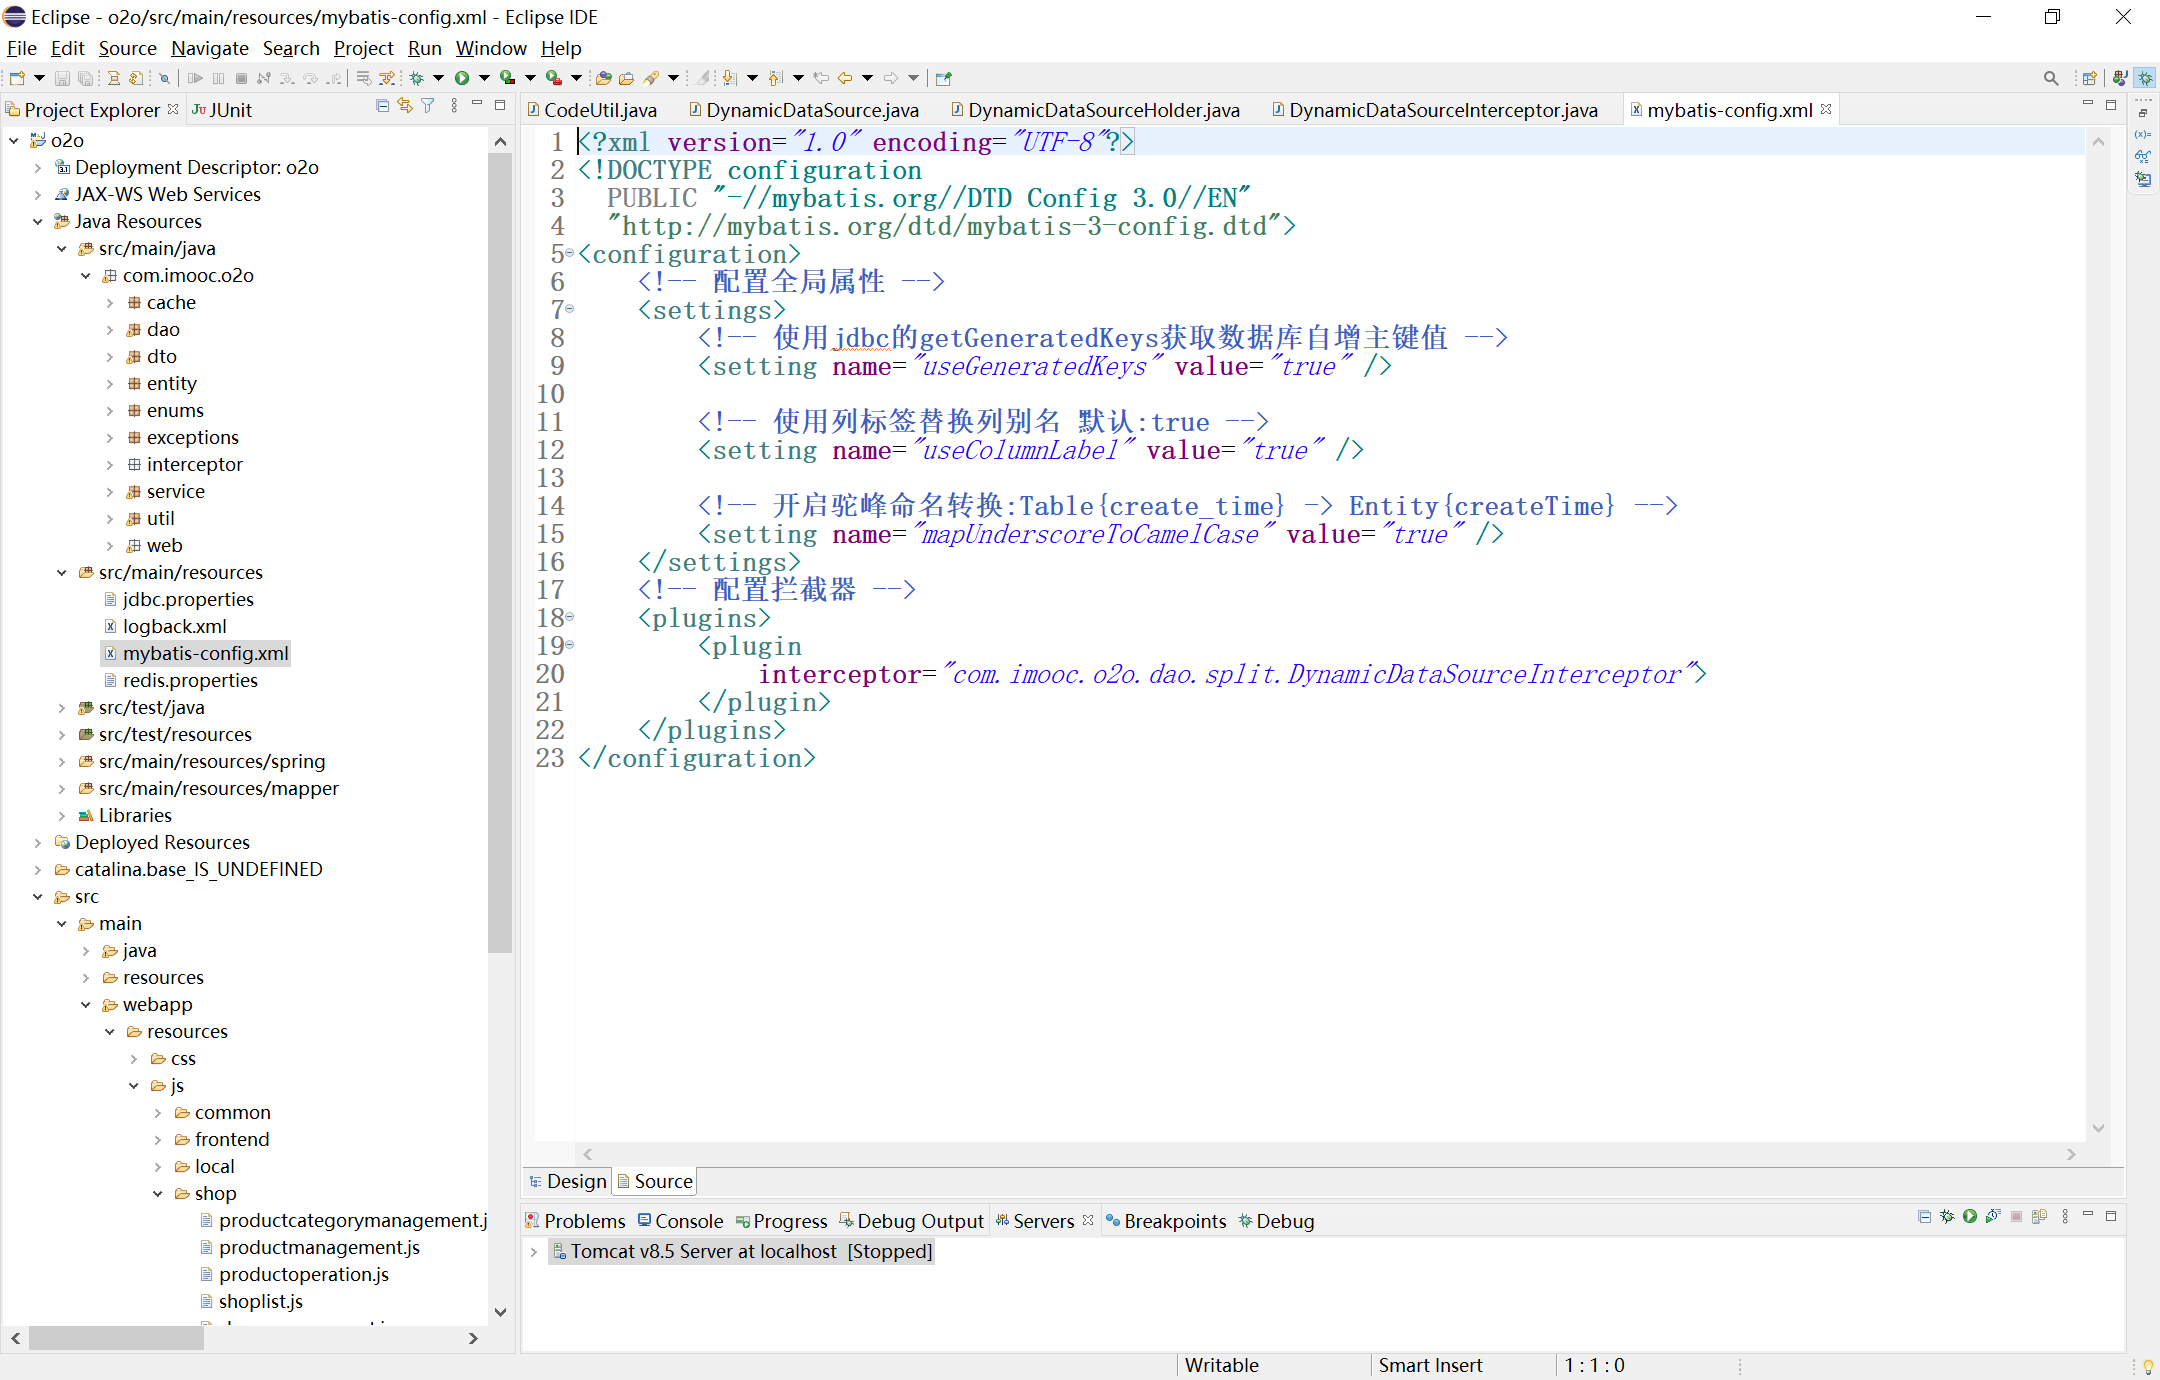 Eclipse - o2o/src/main/resources/mybatis-config.xml - Eclipse IDE
File Edit Source Navigate Search Project Run Window Help
Project Explorer JUnit
CodeUtil.java DynamicDataSource.java DynamicDataSourceHolder.java DynamicDataSourceInterceptor.java mybatis-config.xml
o2o
Deployment Descriptor: o2o
JAX-WS Web Services
Java Resources
src/main/java
com.imooc.o2o
cache
dao
dto
entity
enums
exceptions
interceptor
service
util
web
src/main/resources
jdbc.properties
logback.xml
mybatis-config.xml
redis.properties
src/test/java
src/test/resources
src/main/resources/spring
src/main/resources/mapper
Libraries
Deployed Resources
catalina.base_IS_UNDEFINED
src
main
java
resources
webapp
resources
css
js
common
frontend
local
shop
productcategorymanagement.j
productmanagement.js
productoperation.js
shoplist.js
1 <?xml version="1.0" encoding="UTF-8"?>
2 <!DOCTYPE configuration
3 PUBLIC "-//mybatis.org//DTD Config 3.0//EN"
4 "http://mybatis.org/dtd/mybatis-3-config.dtd">
5 <configuration>
6 <!-- 配置全局属性 -->
7 <settings>
8 <!-- 使用jdbc的getGeneratedKeys获取数据库自增主键值 -->
9 <setting name="useGeneratedKeys" value="true" />
10
11 <!-- 使用列标签替换列别名 默认:true -->
12 <setting name="useColumnLabel" value="true" />
13
14 <!-- 开启驼峰命名转换:Table{create_time} -> Entity{createTime} -->
15 <setting name="mapUnderscoreToCamelCase" value="true" />
16 </settings>
17 <!-- 配置拦截器 -->
18 <plugins>
19 <plugin
20 interceptor="com.imooc.o2o.dao.split.DynamicDataSourceInterceptor">
21 </plugin>
22 </plugins>
23 </configuration>
Design Source
Problems Console Progress Debug Output Servers Breakpoints Debug
Tomcat v8.5 Server at localhost [Stopped]
Writable Smart Insert 1 : 1 : 0